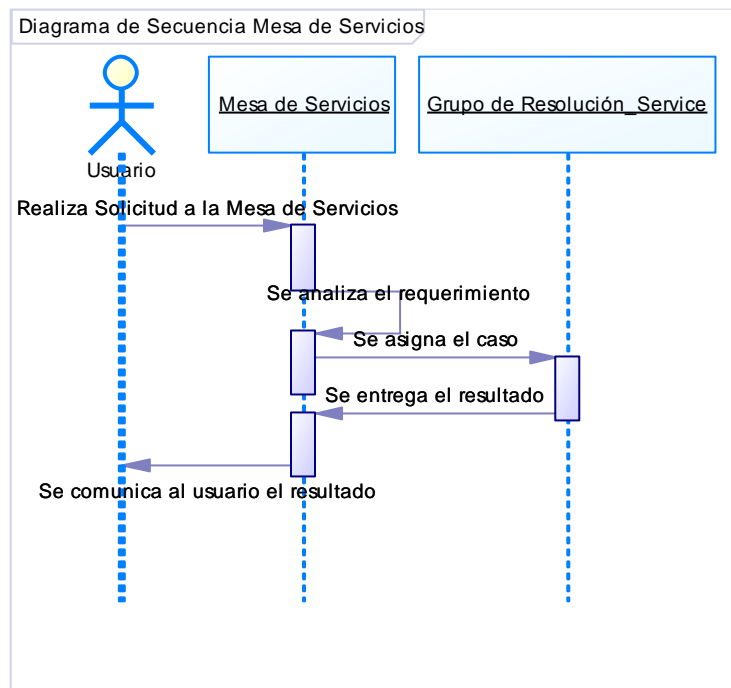 Diagrama de Secuencia Mesa de Servicios
Mesa de Servicios
Grupo de Resolución_Service
Usuario
Realiza Solicitud a la Mesa de Servicios
Se analiza el requerimiento
Se asigna el caso
Se entrega el resultado
Se comunica al usuario el resultado